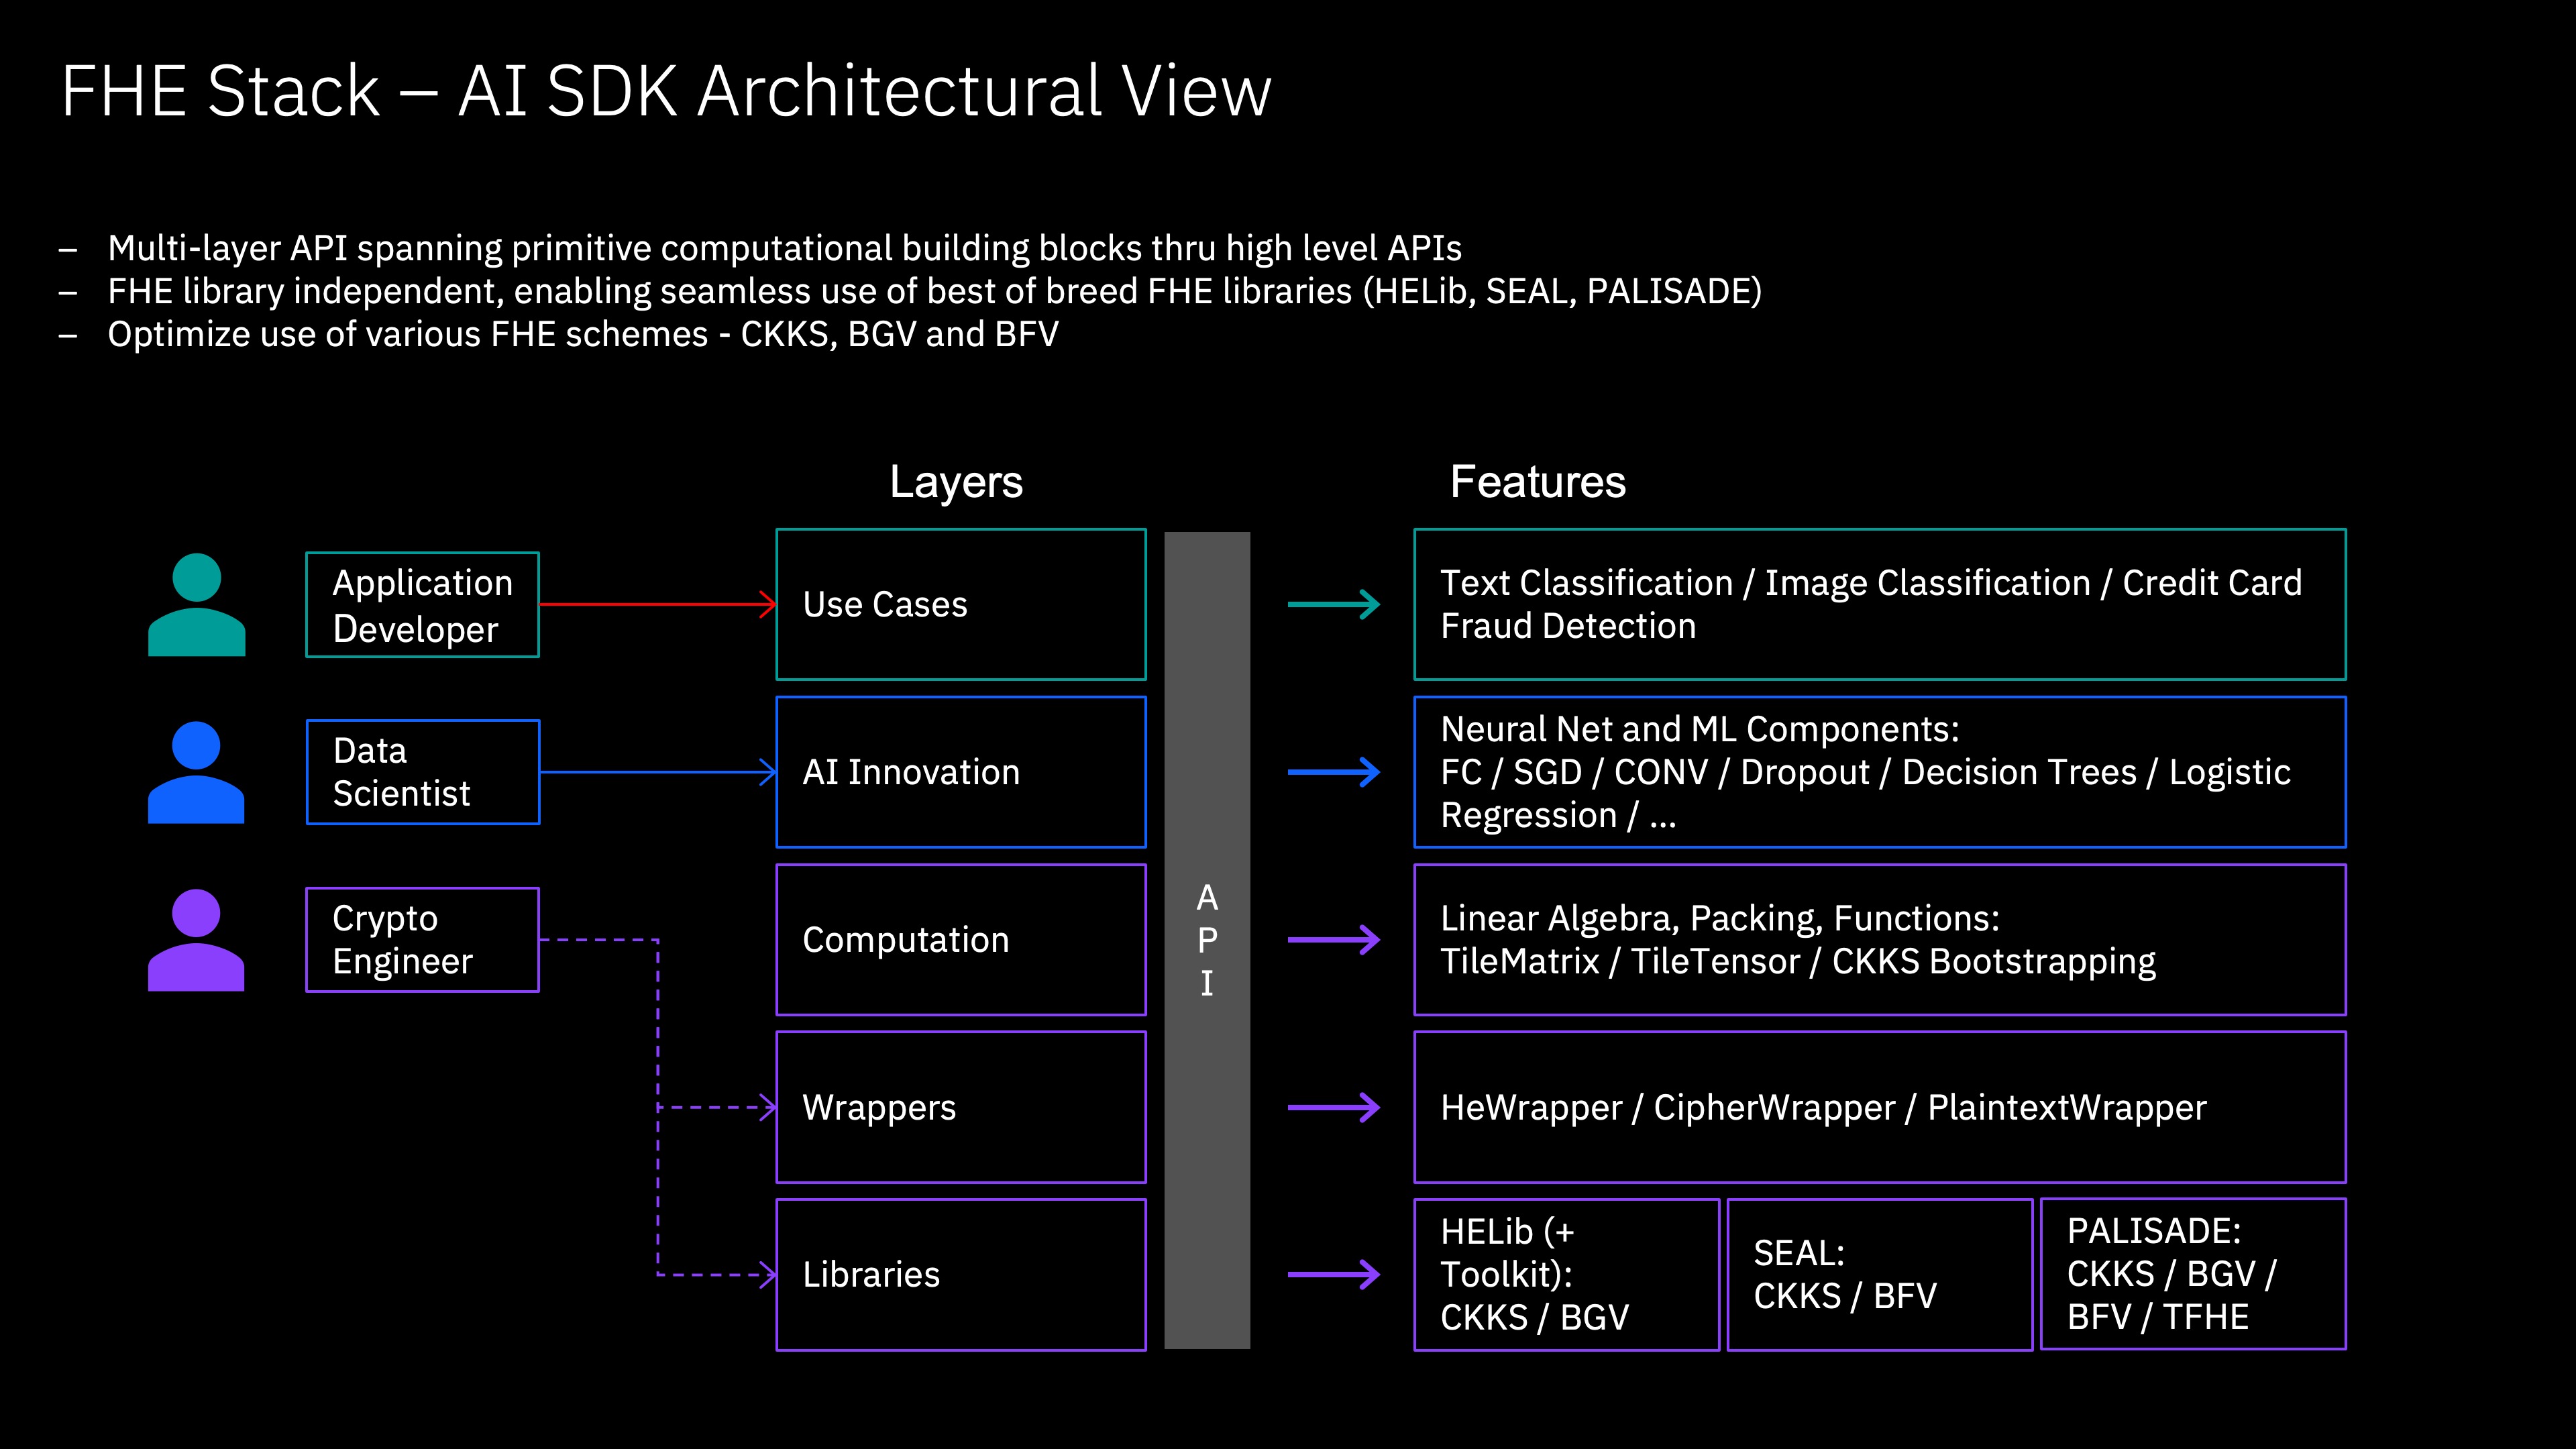 FHE Stack – AI SDK Architectural View
– Multi-layer API spanning primitive computational building blocks thru high level APIs
– FHE library independent, enabling seamless use of best of breed FHE libraries (HELib, SEAL, PALISADE)
– Optimize use of various FHE schemes - CKKS, BGV and BFV
Layers
Features
Application
Developer
Use Cases
Text Classification / Image Classification / Credit Card
Fraud Detection
Data
Scientist
AI Innovation
Neural Net and ML Components:
FC / SGD / CONV / Dropout / Decision Trees / Logistic
Regression / ...
Crypto
Engineer
Computation
A
P
I
Linear Algebra, Packing, Functions:
TileMatrix / TileTensor / CKKS Bootstrapping
Wrappers
HeWrapper / CipherWrapper / PlaintextWrapper
Libraries
HELib (+
Toolkit):
CKKS / BGV
SEAL:
CKKS / BFV
PALISADE:
CKKS / BGV /
BFV / TFHE